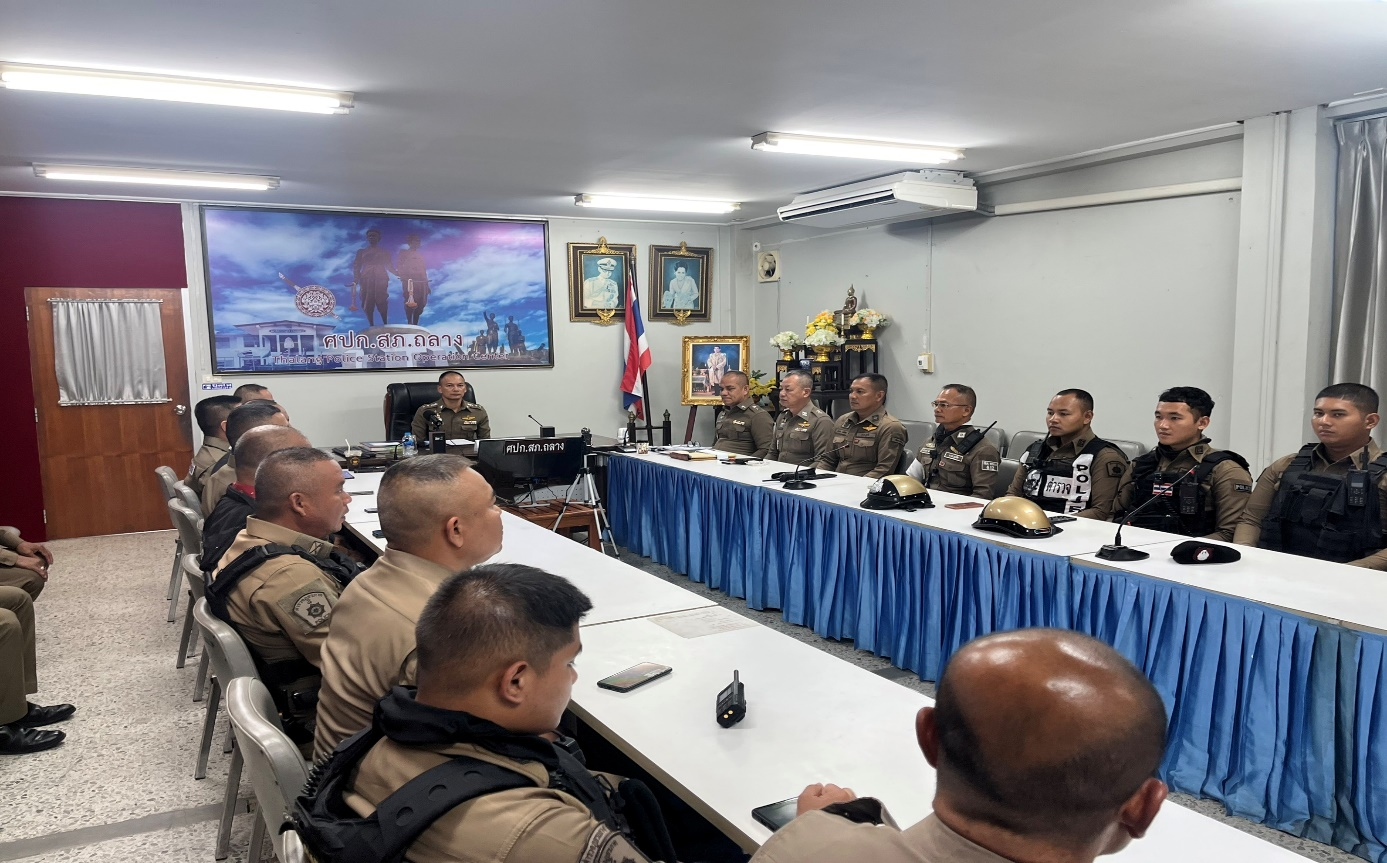 ศปก.สภ.ถลาง
Thalang Police Station Operation Center
ศปก.สภ.ถลาง
ตำรวจ
POLICE